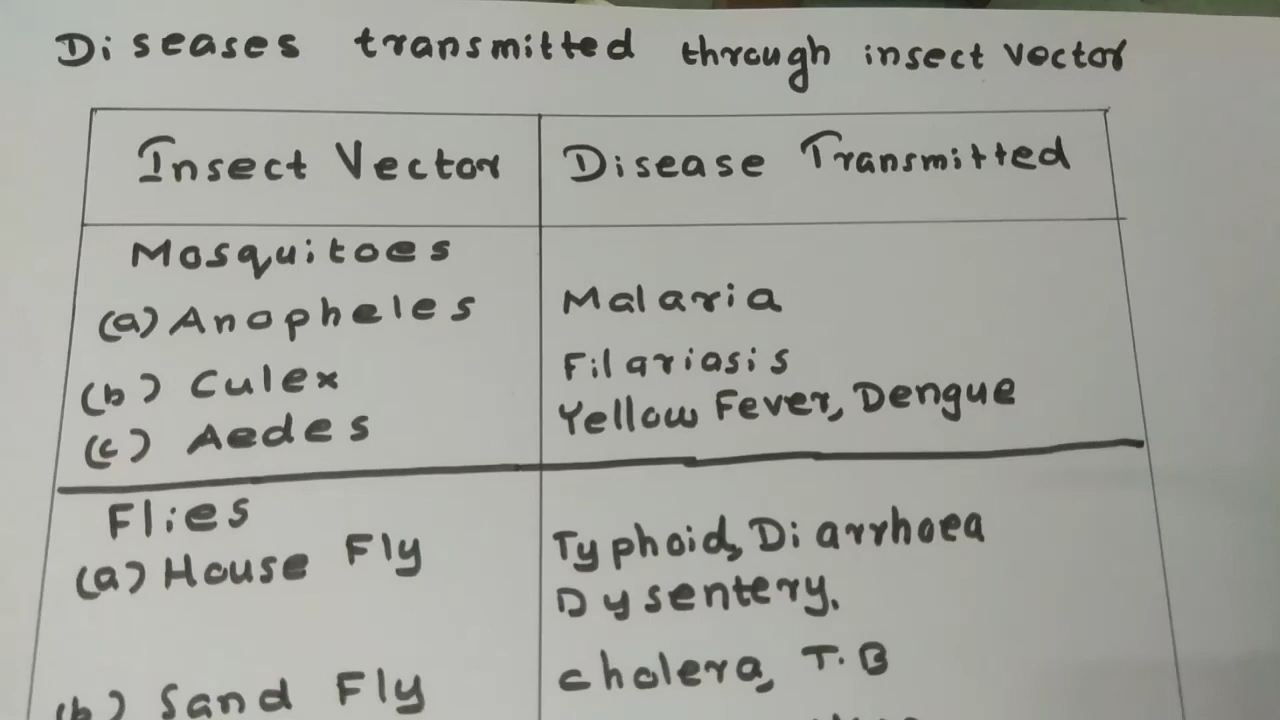 Diseases transmitted through insect vector
Insect Vector Disease Transmitted
Mosquitoes
(a) Anopheles Malaria
(b) Culex Filariasis
(c) Aedes Yellow Fever, Dengue
Flies
(a) House Fly Typhoid, Diarrhoea
Dysentery.
cholera, T.B
(b) Sand Fly